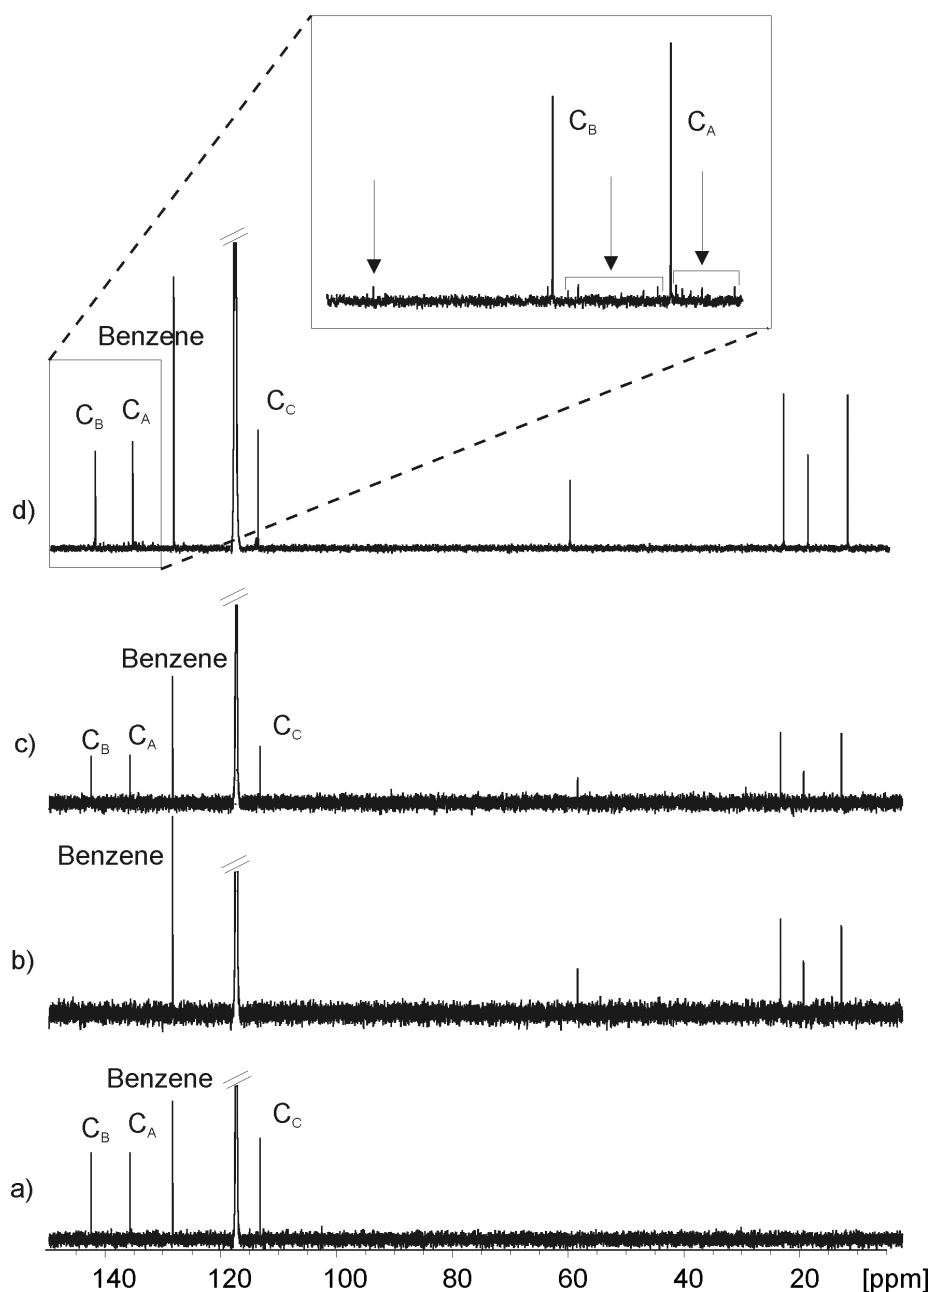 C_B
C_A
Benzene
C_B
C_A
C_C
d)
Benzene
C_B
C_A
C_C
c)
Benzene
b)
Benzene
C_B
C_A
C_C
a)
140 120 100 80 60 40 20 [ppm]